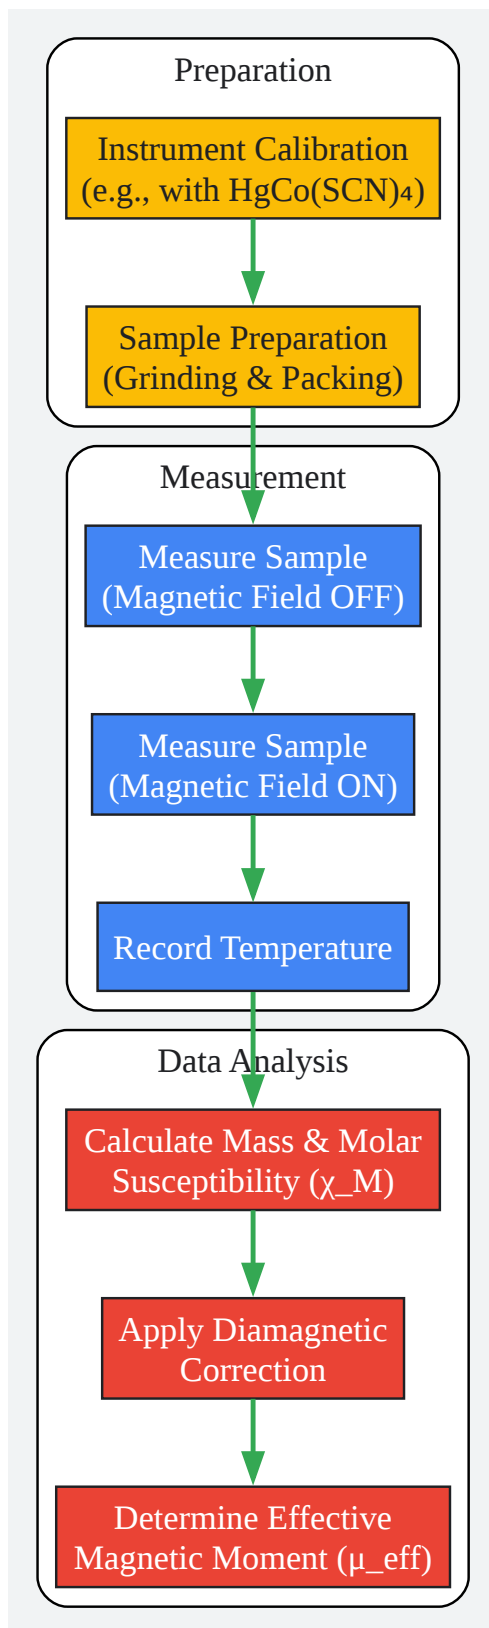 Preparation
Instrument Calibration
(e.g., with HgCo(SCN)₄)
Sample Preparation
(Grinding & Packing)
Measurement
Measure Sample
(Magnetic Field OFF)
Measure Sample
(Magnetic Field ON)
Record Temperature
Data Analysis
Calculate Mass & Molar
Susceptibility (χ_M)
Apply Diamagnetic
Correction
Determine Effective
Magnetic Moment (μ_eff)